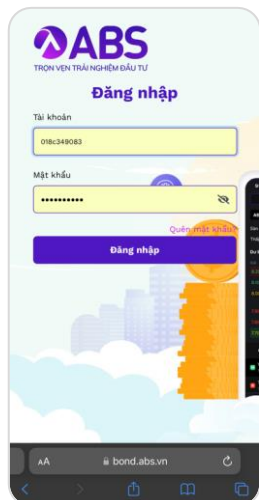 ABS
TRỌN VẸN TRẢI NGHIỆM ĐẦU TƯ
Đăng nhập
Tài khoản
018c349083
Mật khẩu
••••••••••
Quên mật khẩu?
Đăng nhập
AA
bond.abs.vn